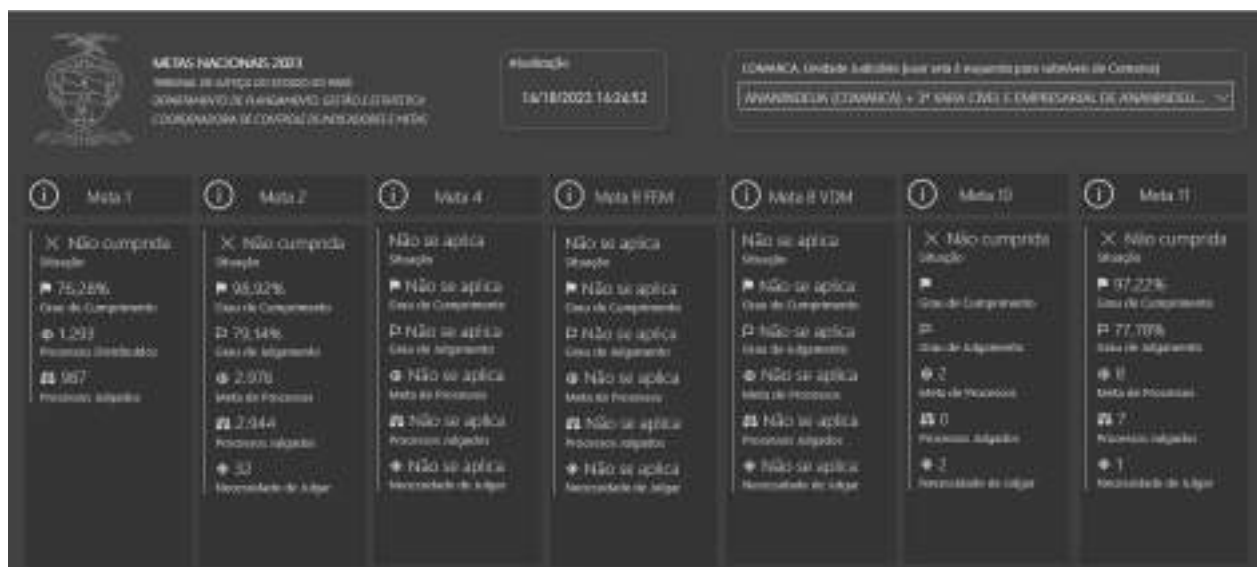 METAS NACIONAIS 2023
TRIBUNAL DE JUSTIÇA DO ESTADO DO PARÁ
DEPARTAMENTO DE PLANEJAMENTO, GESTÃO E ESTATÍSTICA
COORDENADORIA DE CONTROLE DE INDICADORES E METAS
Atualização
16/10/2023 14:24:52
COMARCA, Unidade Judiciária (usar seta à esquerda para subníveis de Comarca)
ANANINDEUA (COMARCA) + 3ª VARA CÍVEL E EMPRESARIAL DE ANANINDEU...
Meta 1
Não cumprida
Situação
76,28%
Grau de Cumprimento
1.293
Processos Distribuídos
987
Processos Julgados
Meta 2
Não cumprida
Situação
98,92%
Grau de Cumprimento
79,14%
Grau de Julgamento
2.976
Meta de Processos
2.944
Processos Julgados
32
Necessidade de Julgar
Meta 4
Não se aplica
Situação
Não se aplica
Grau de Cumprimento
Não se aplica
Grau de Julgamento
Não se aplica
Meta de Processos
Não se aplica
Processos Julgados
Não se aplica
Necessidade de Julgar
Meta 8 FEM
Não se aplica
Situação
Não se aplica
Grau de Cumprimento
Não se aplica
Grau de Julgamento
Não se aplica
Meta de Processos
Não se aplica
Processos Julgados
Não se aplica
Necessidade de Julgar
Meta 8 VDM
Não se aplica
Situação
Não se aplica
Grau de Cumprimento
Não se aplica
Grau de Julgamento
Não se aplica
Meta de Processos
Não se aplica
Processos Julgados
Não se aplica
Necessidade de Julgar
Meta 10
Não cumprida
Situação
Grau de Cumprimento
Grau de Julgamento
2
Meta de Processos
0
Processos Julgados
2
Necessidade de Julgar
Meta 11
Não cumprida
Situação
97,22%
Grau de Cumprimento
77,78%
Grau de Julgamento
8
Meta de Processos
7
Processos Julgados
1
Necessidade de Julgar